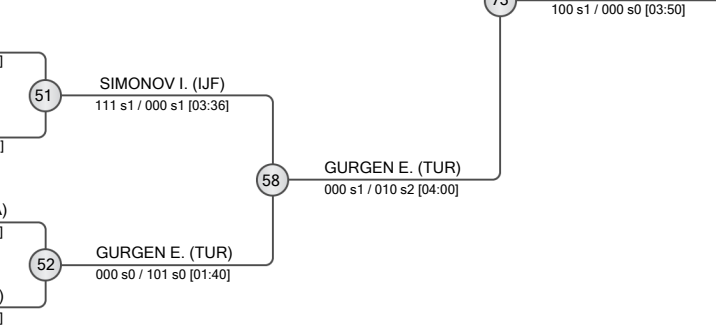 100 s1 / 000 s0 [03:50]
]
51
SIMONOV I. (IJF)
111 s1 / 000 s1 [03:36]
]
58
GURGEN E. (TUR)
000 s1 / 010 s2 [04:00]
)
]
52
GURGEN E. (TUR)
000 s0 / 101 s0 [01:40]
)
]